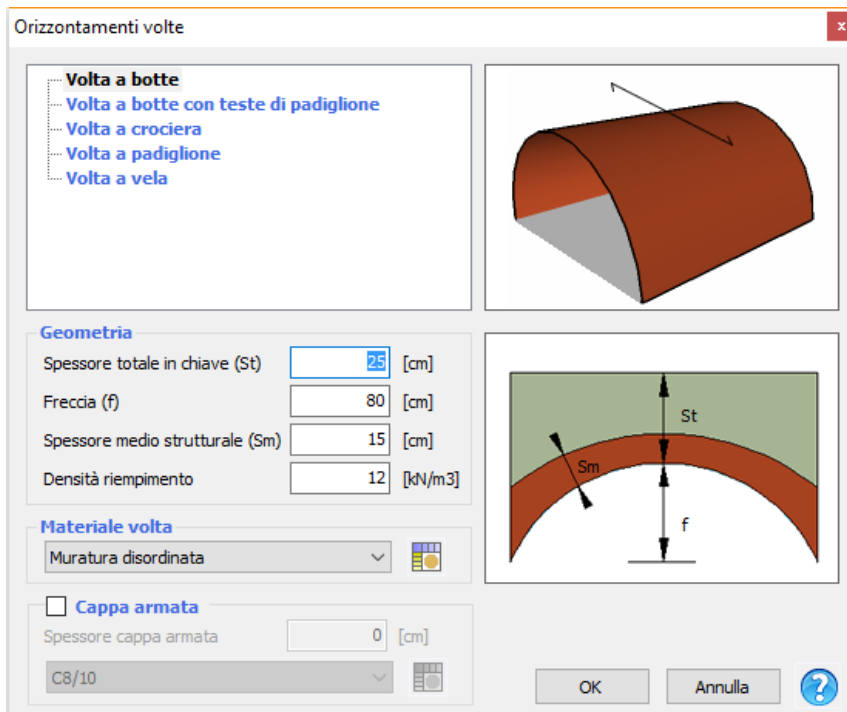 Orizzontamenti volte
x
Volta a botte
Volta a botte con teste di padiglione
Volta a crociera
Volta a padiglione
Volta a vela
Geometria
Spessore totale in chiave (St) 25 [cm]
Freccia (f) 80 [cm]
Spessore medio strutturale (Sm) 15 [cm]
Densità riempimento 12 [kN/m3]
St
Sm
f
Materiale volta
Muratura disordinata
Cappa armata
Spessore cappa armata 0 [cm]
C8/10
OK Annulla ?